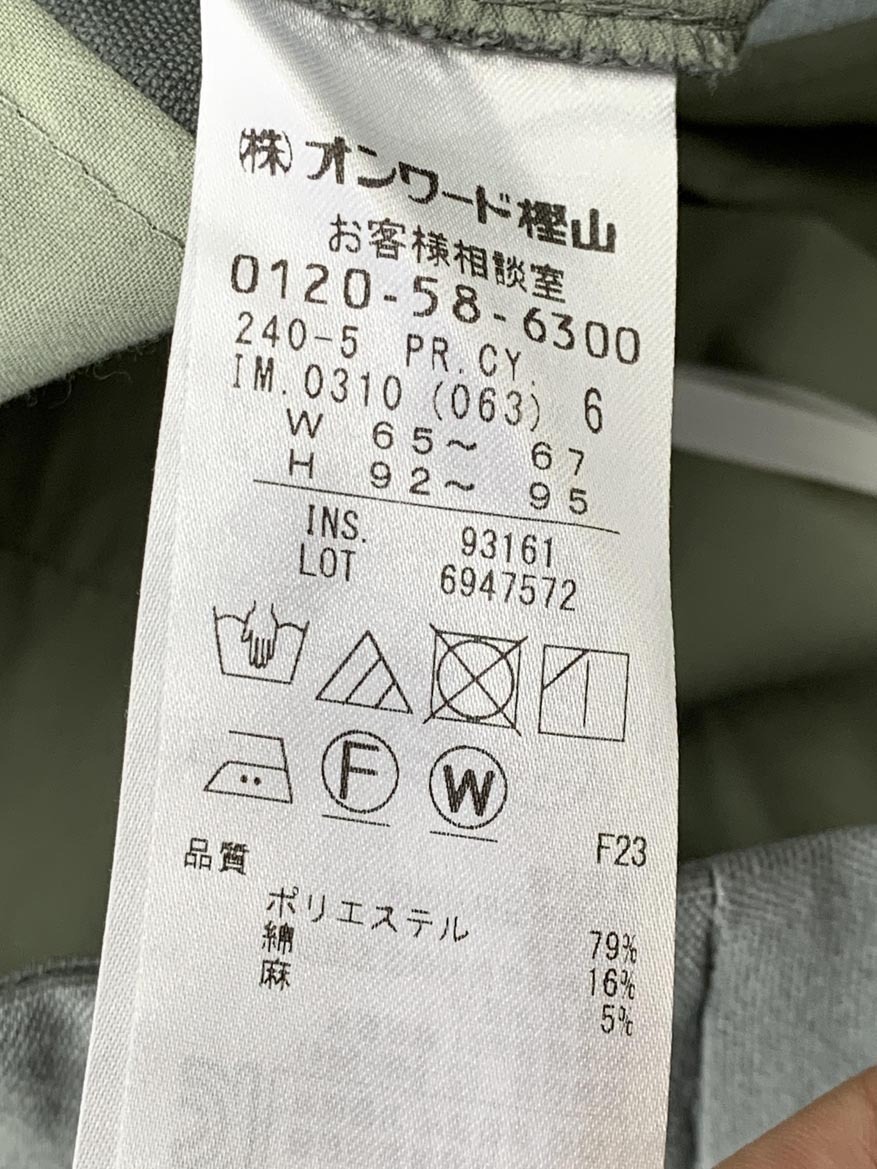 (株)オンワード樫山
お客様相談室
0120-58-6300
240-5 PR.CY.
IM.0310 (063) 6
W 65～ 67
H 92～ 95
INS. 93161
LOT 6947572
F W
F23
品質
ポリエステル 79%
綿 16%
麻 5%